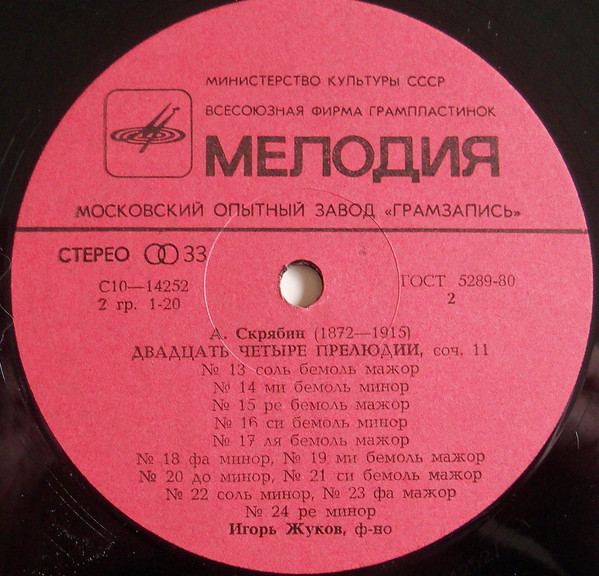 МИНИСТЕРСТВО КУЛЬТУРЫ СССР
ВСЕСОЮЗНАЯ ФИРМА ГРАМПЛАСТИНОК
МЕЛОДИЯ
МОСКОВСКИЙ ОПЫТНЫЙ ЗАВОД «ГРАМЗАПИСЬ»
СТЕРЕО 33
С10—14252
ГОСТ 5289-80
2 гр. 1-20
2
А. Скрябин (1872—1915)
ДВАДЦАТЬ ЧЕТЫРЕ ПРЕЛЮДИИ, соч. 11
№ 13 соль бемоль мажор
№ 14 ми бемоль минор
№ 15 ре бемоль мажор
№ 16 си бемоль минор
№ 17 ля бемоль мажор
№ 18 фа минор, № 19 ми бемоль мажор
№ 20 до минор, № 21 си бемоль мажор
№ 22 соль минор, № 23 фа мажор
№ 24 ре минор
Игорь Жуков, ф-но